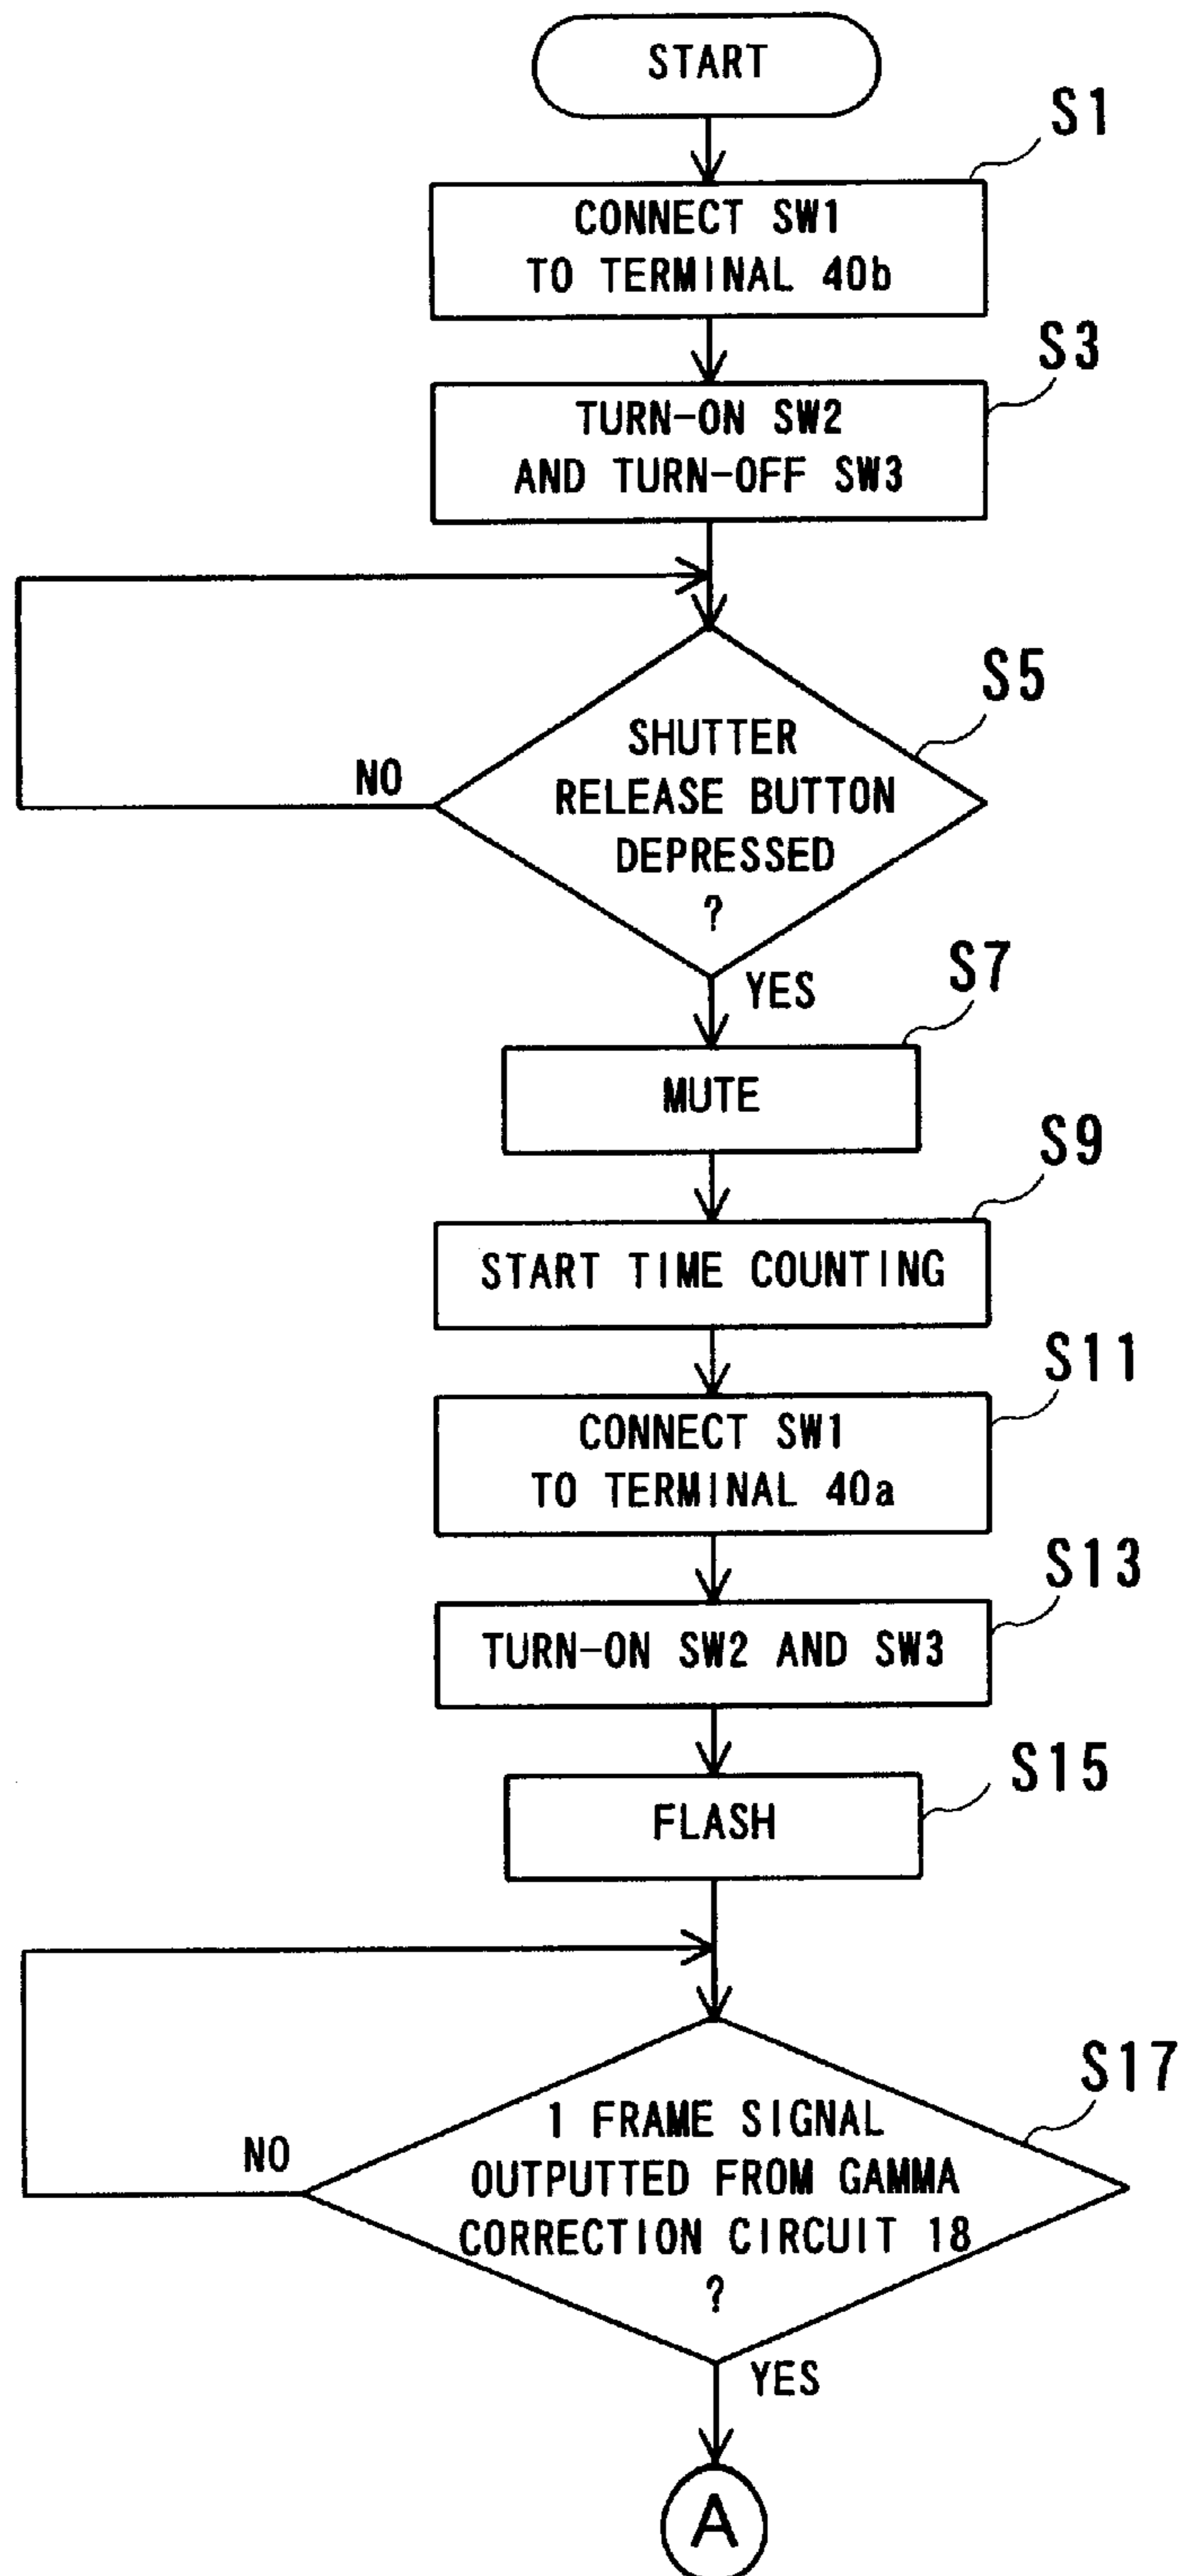 START
S1
CONNECT SW1
TO TERMINAL 40b
S3
TURN-ON SW2
AND TURN-OFF SW3
S5
SHUTTER
RELEASE BUTTON
DEPRESSED
?
NO
YES
S7
MUTE
S9
START TIME COUNTING
S11
CONNECT SW1
TO TERMINAL 40a
S13
TURN-ON SW2 AND SW3
S15
FLASH
S17
1 FRAME SIGNAL
OUTPUTTED FROM GAMMA
CORRECTION CIRCUIT 18
?
NO
YES
A